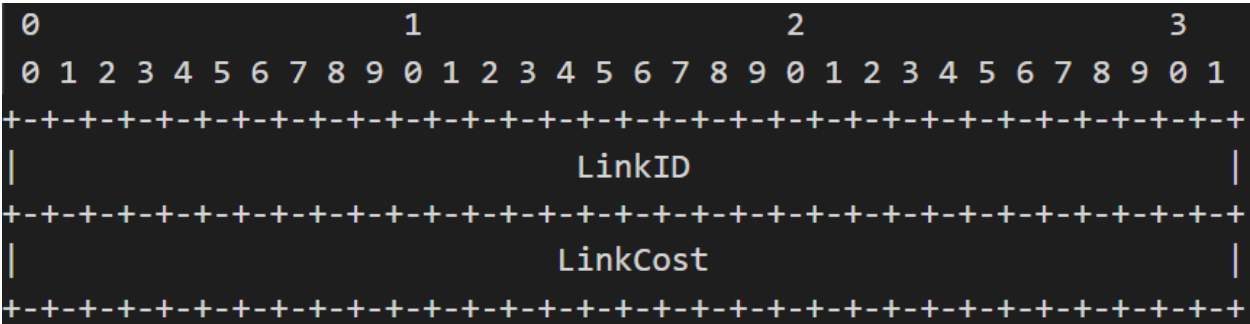 0                   1                   2                   3
 0 1 2 3 4 5 6 7 8 9 0 1 2 3 4 5 6 7 8 9 0 1 2 3 4 5 6 7 8 9 0 1
+-+-+-+-+-+-+-+-+-+-+-+-+-+-+-+-+-+-+-+-+-+-+-+-+-+-+-+-+-+-+-+-+
|                             LinkID                            |
+-+-+-+-+-+-+-+-+-+-+-+-+-+-+-+-+-+-+-+-+-+-+-+-+-+-+-+-+-+-+-+-+
|                            LinkCost                           |
+-+-+-+-+-+-+-+-+-+-+-+-+-+-+-+-+-+-+-+-+-+-+-+-+-+-+-+-+-+-+-+-+